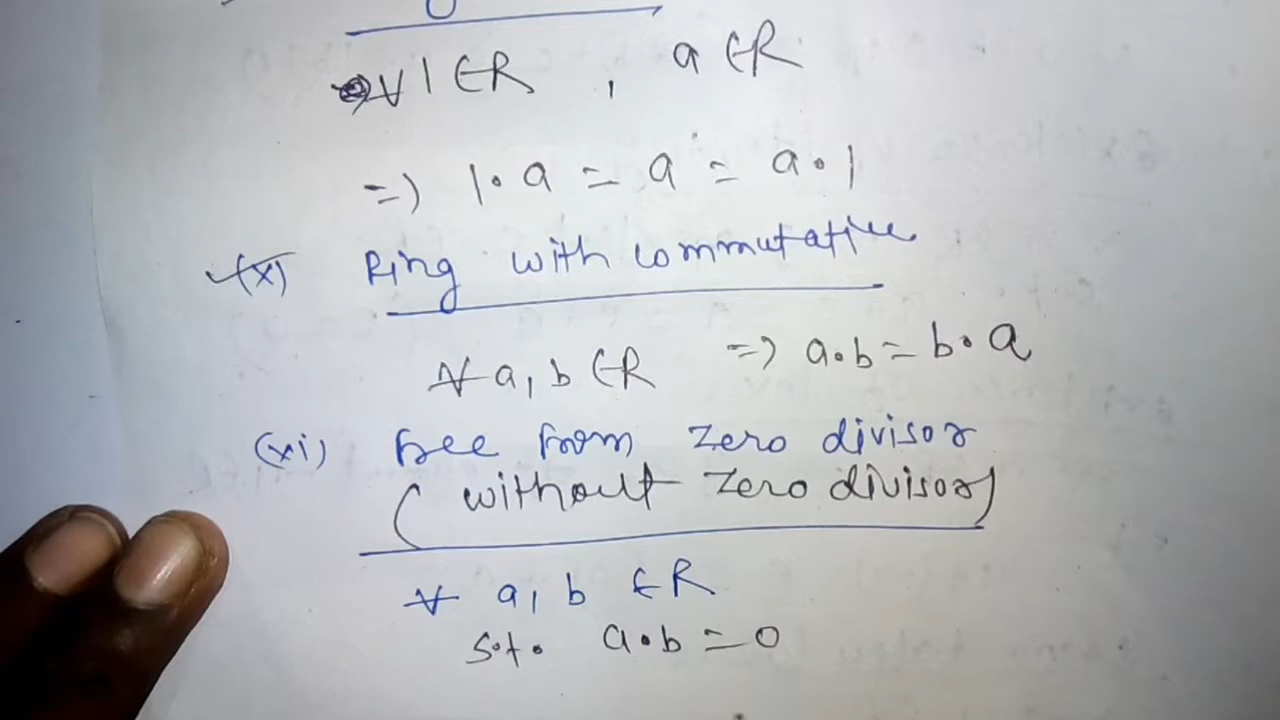 ∀ 1 ∈ R , a ∈ R
=> 1·a = a = a·1
(x) Ring with commutative
∀ a, b ∈ R => a·b = b·a
(xi) free from zero divisor
(without zero divisor)
∀ a, b ∈ R
s.t. a·b = 0